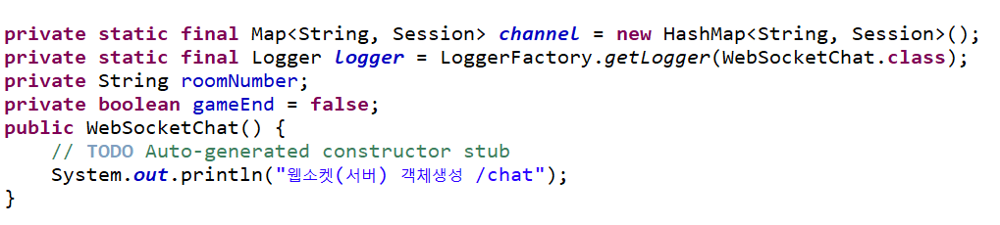 private static final Map<String, Session> channel = new HashMap<String, Session>();
private static final Logger logger = LoggerFactory.getLogger(WebSocketChat.class);
private String roomNumber;
private boolean gameEnd = false;
public WebSocketChat() {
    // TODO Auto-generated constructor stub
    System.out.println("웹소켓(서버) 객체생성 /chat");
}